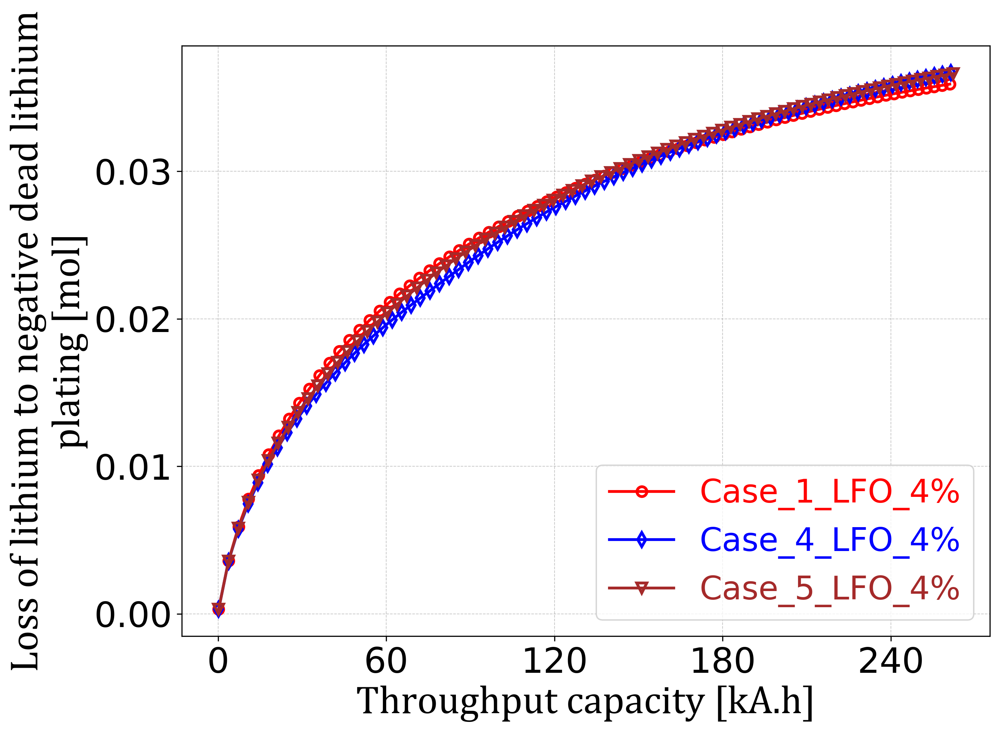 Loss of lithium to negative dead lithium
plating [mol]
0.03
0.02
0.01
0.00
0
60
120
180
240
Throughput capacity [kA.h]
Case_1_LFO_4%
Case_4_LFO_4%
Case_5_LFO_4%